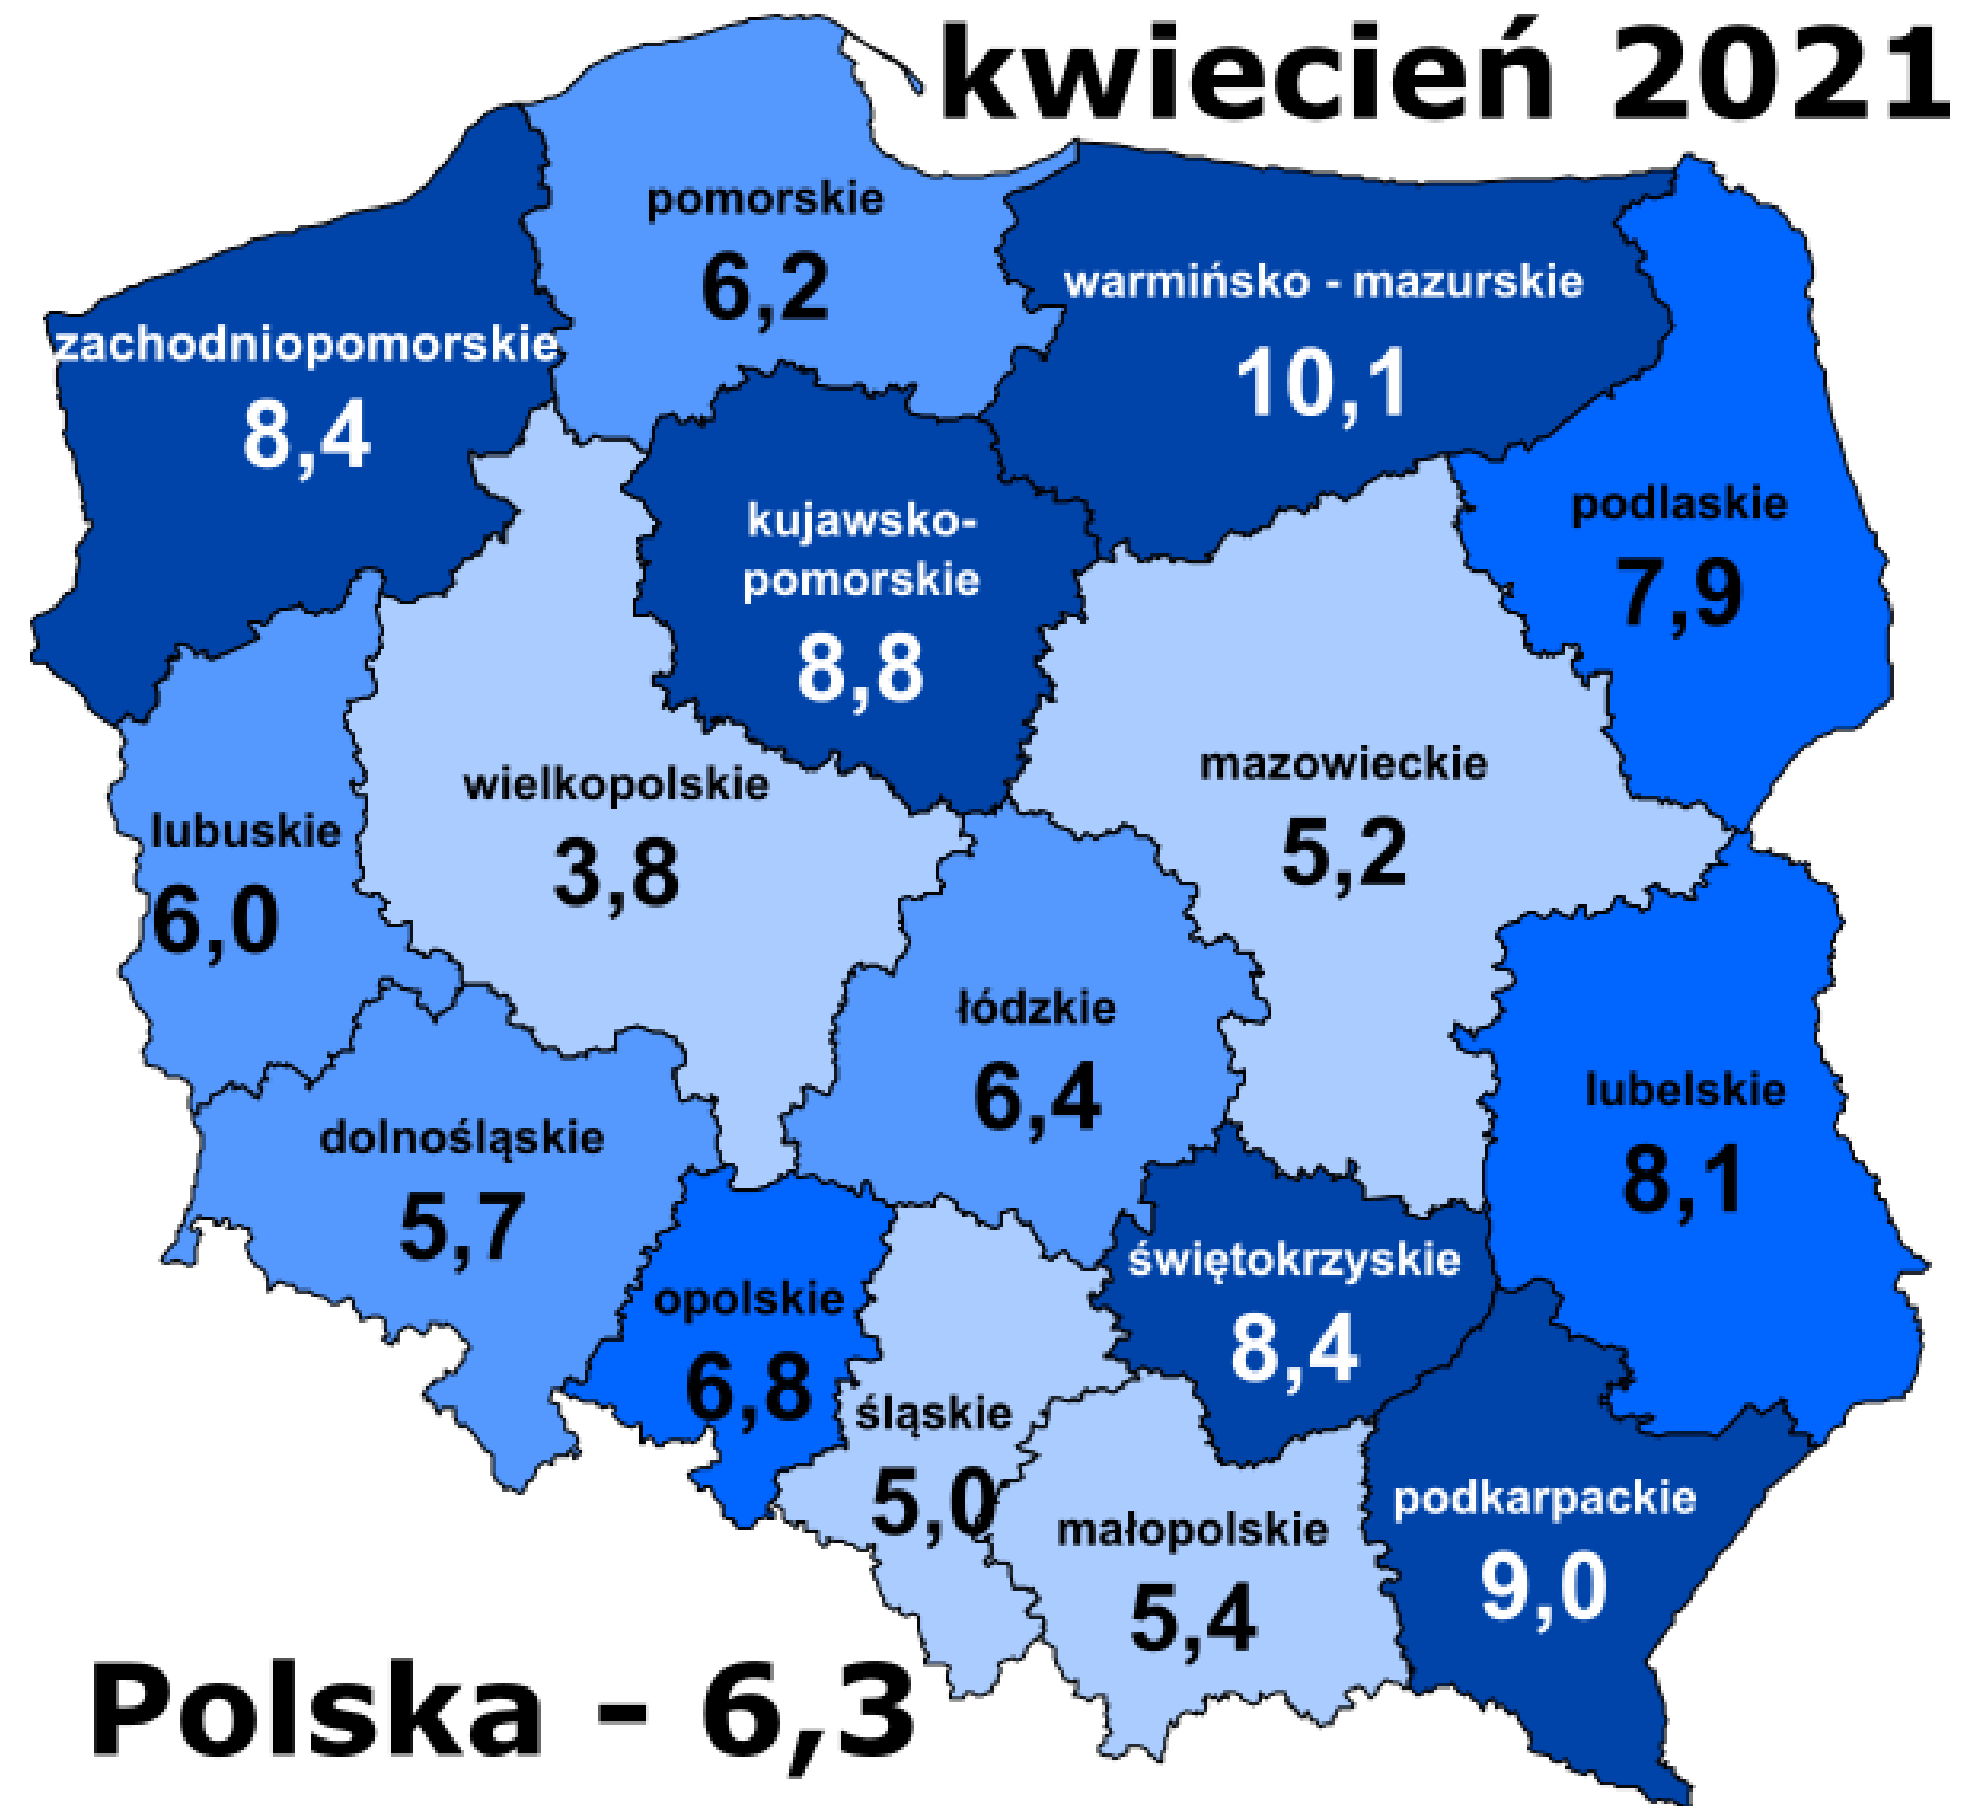 kwiecień 2021
pomorskie
6,2
warmińsko - mazurskie
10,1
zachodniopomorskie
8,4
podlaskie
7,9
kujawsko-
pomorskie
8,8
mazowieckie
5,2
wielkopolskie
3,8
lubuskie
6,0
łódzkie
6,4
lubelskie
8,1
dolnośląskie
5,7
świętokrzyskie
8,4
opolskie
6,8
śląskie
5,0
małopolskie
5,4
podkarpackie
9,0
Polska - 6,3